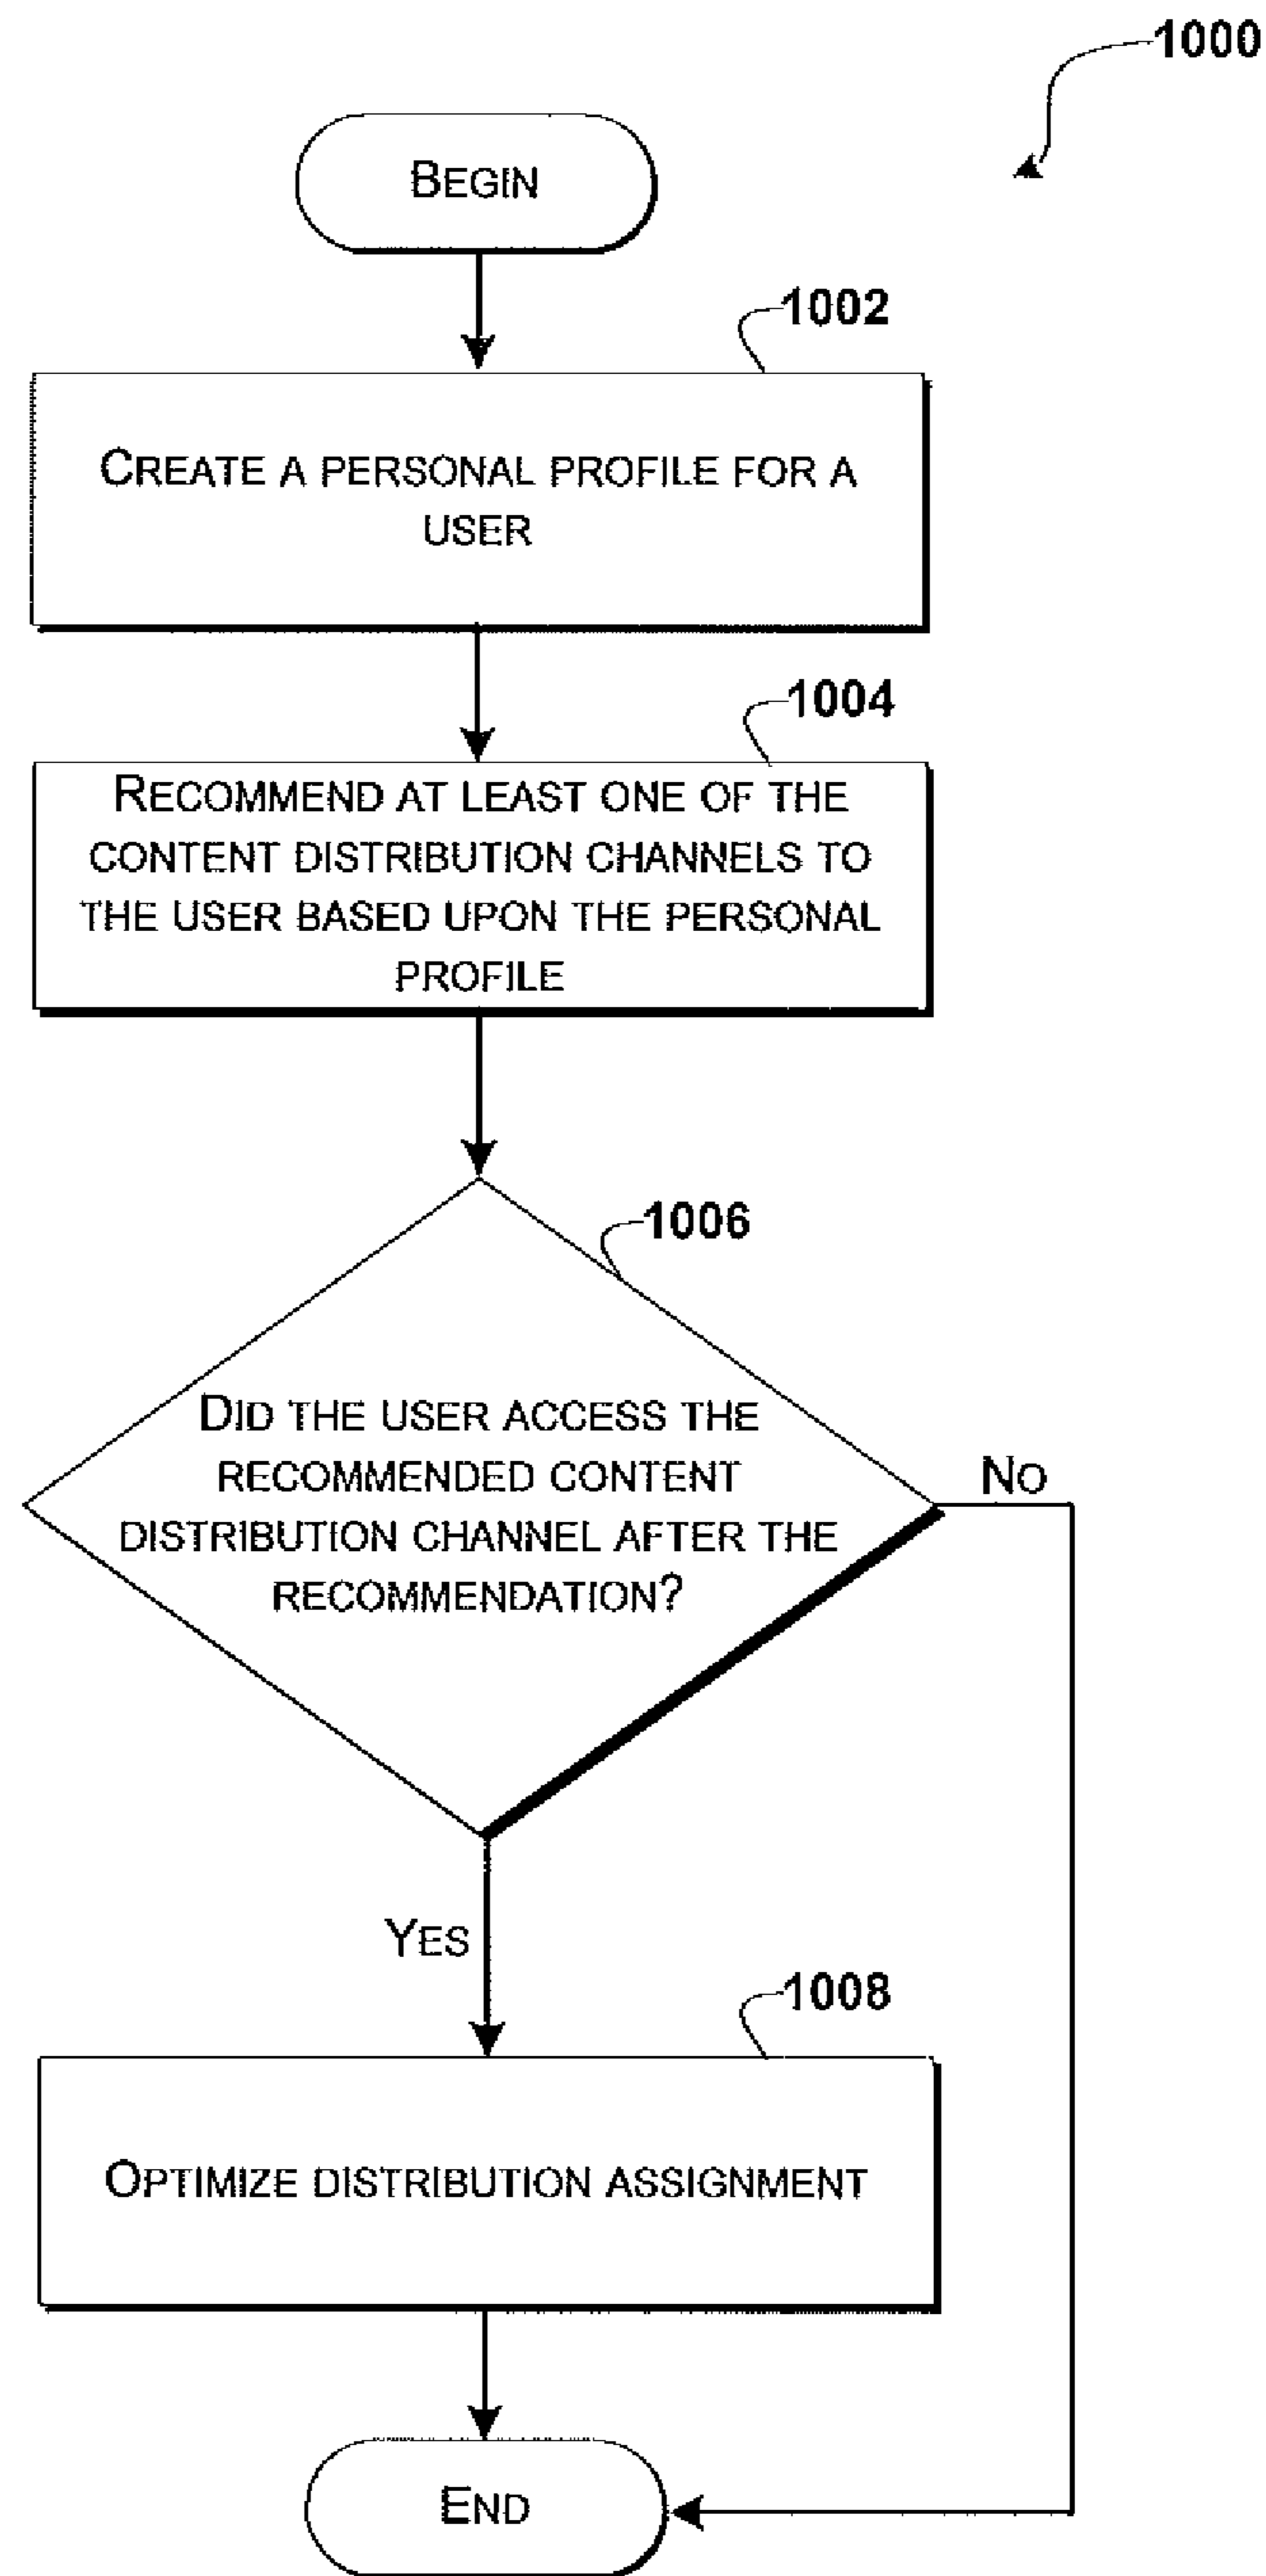 1000
BEGIN
1002
CREATE A PERSONAL PROFILE FOR A
USER
1004
RECOMMEND AT LEAST ONE OF THE
CONTENT DISTRIBUTION CHANNELS TO
THE USER BASED UPON THE PERSONAL
PROFILE
1006
DID THE USER ACCESS THE
RECOMMENDED CONTENT
DISTRIBUTION CHANNEL AFTER THE
RECOMMENDATION?
NO
YES
1008
OPTIMIZE DISTRIBUTION ASSIGNMENT
END